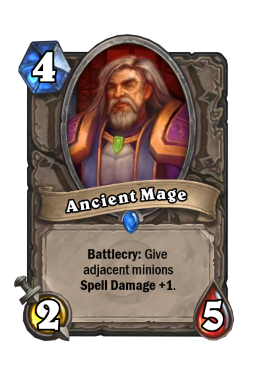 4
Ancient Mage
Battlecry: Give
adjacent minions
Spell Damage +1.
2
5